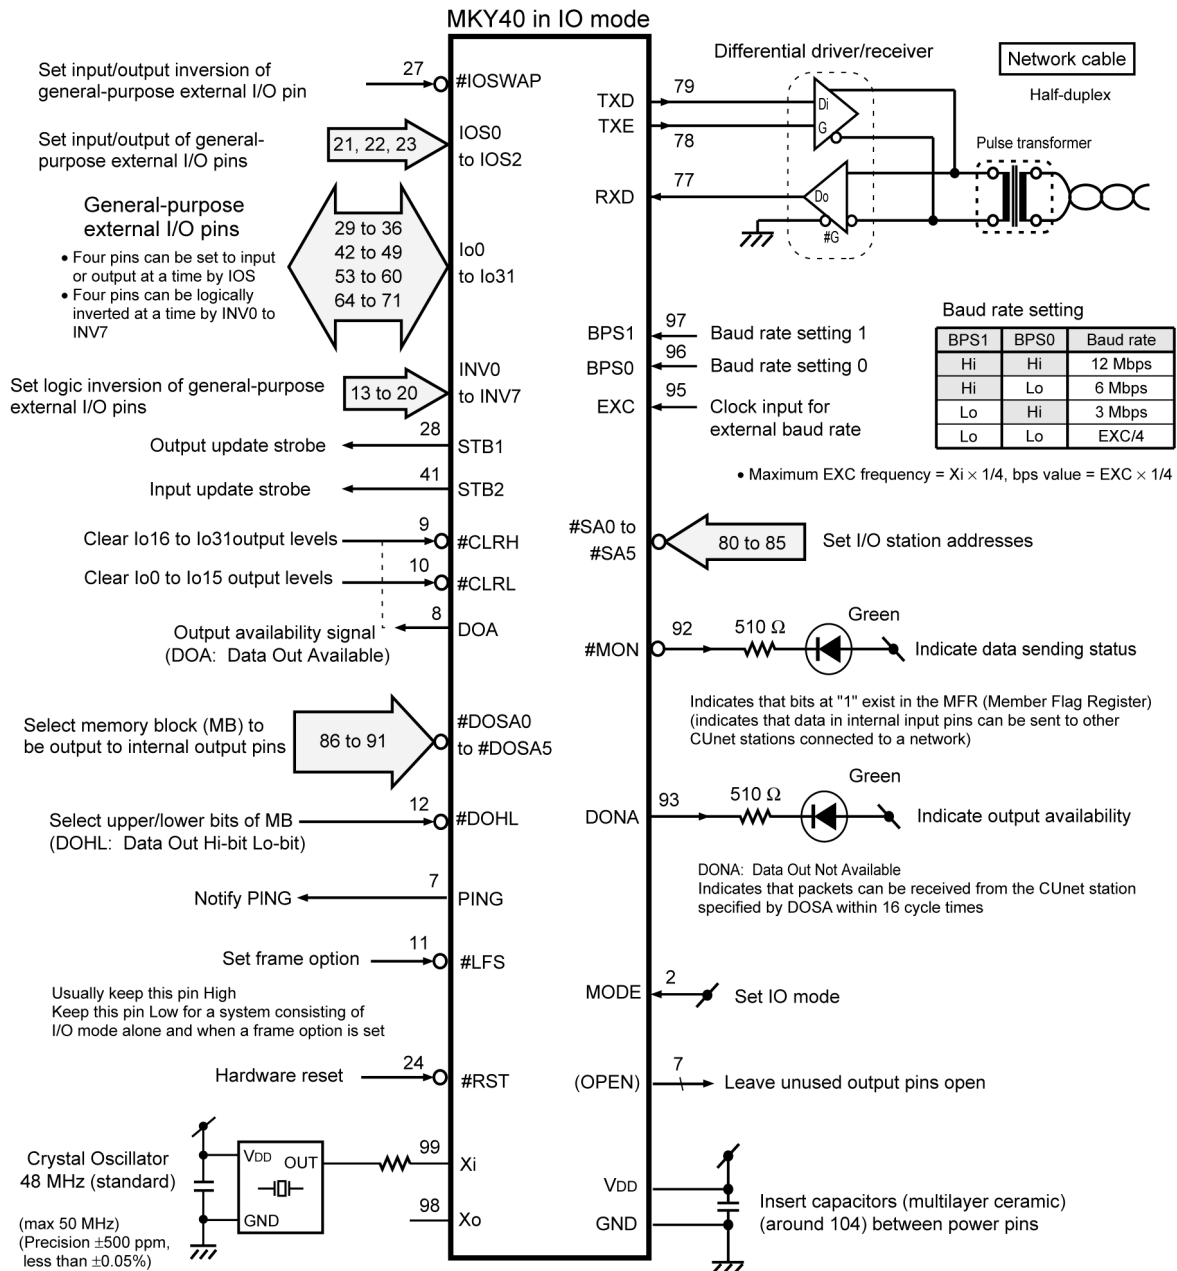 MKY40 in IO mode
Set input/output inversion of
general-purpose external I/O pin
27
#IOSWAP
Set input/output of general-
purpose external I/O pins
21, 22, 23
IOS0
to IOS2
General-purpose
external I/O pins
• Four pins can be set to input
or output at a time by IOS
• Four pins can be logically
inverted at a time by INV0 to
INV7
29 to 36
42 to 49
53 to 60
64 to 71
Io0
to Io31
Set logic inversion of general-purpose
external I/O pins
13 to 20
INV0
to INV7
Output update strobe
28
STB1
Input update strobe
41
STB2
Clear Io16 to Io31output levels
9
#CLRH
Clear Io0 to Io15 output levels
10
#CLRL
Output availability signal
(DOA: Data Out Available)
8
DOA
Select memory block (MB) to
be output to internal output pins
86 to 91
#DOSA0
to #DOSA5
Select upper/lower bits of MB
(DOHL: Data Out Hi-bit Lo-bit)
12
#DOHL
Notify PING
7
PING
Set frame option
11
#LFS
Usually keep this pin High
Keep this pin Low for a system consisting of
I/O mode alone and when a frame option is set
Hardware reset
24
#RST
Crystal Oscillator
48 MHz (standard)
(max 50 MHz)
(Precision ±500 ppm,
less than ±0.05%)
VDD
OUT
GND
99
Xi
98
Xo
Differential driver/receiver
Network cable
Half-duplex
Pulse transformer
TXD
79
TXE
78
RXD
77
Di
G
Do
#G
BPS1
97
Baud rate setting 1
BPS0
96
Baud rate setting 0
EXC
95
Clock input for
external baud rate
Baud rate setting
BPS1 BPS0 Baud rate
Hi Hi 12 Mbps
Hi Lo 6 Mbps
Lo Hi 3 Mbps
Lo Lo EXC/4
• Maximum EXC frequency = Xi × 1/4, bps value = EXC × 1/4
#SA0 to
#SA5
80 to 85
Set I/O station addresses
#MON
92
510 Ω
Green
Indicate data sending status
Indicates that bits at "1" exist in the MFR (Member Flag Register)
(indicates that data in internal input pins can be sent to other
CUnet stations connected to a network)
DONA
93
510 Ω
Green
Indicate output availability
DONA: Data Out Not Available
Indicates that packets can be received from the CUnet station
specified by DOSA within 16 cycle times
MODE
2
Set IO mode
(OPEN)
7
Leave unused output pins open
VDD
GND
Insert capacitors (multilayer ceramic)
(around 104) between power pins